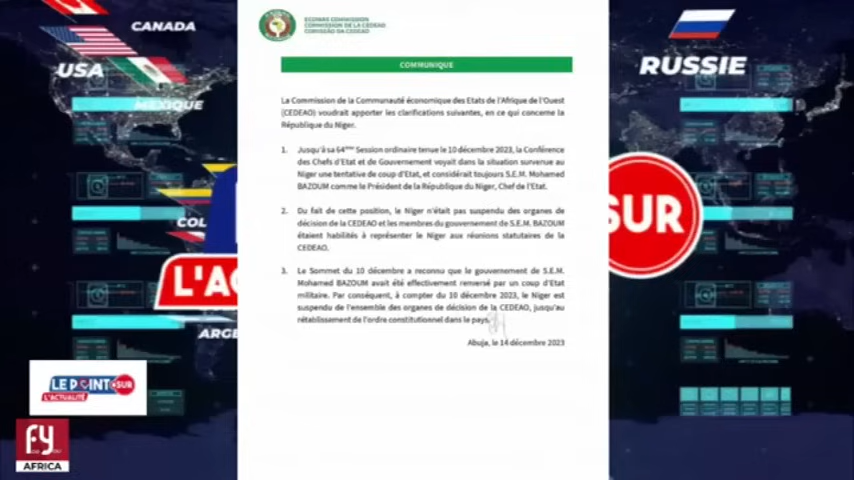 CANADA
USA
MEXIQUE
COL
L'A
ARGE
RUSSIE
SUR
ECOWAS COMMISSION
COMMISSION DE LA CEDEAO
COMISSÃO DA CEDEAO
COMMUNIQUE
La Commission de la Communauté économique des Etats de l'Afrique de l'Ouest
(CEDEAO) voudrait apporter les clarifications suivantes, en ce qui concerne la
République du Niger.
1. Jusqu'à sa 64ème Session ordinaire tenue le 10 décembre 2023, la Conférence
des Chefs d'Etat et de Gouvernement voyait dans la situation survenue au
Niger une tentative de coup d'Etat, et considérait toujours S.E.M. Mohamed
BAZOUM comme le Président de la République du Niger, Chef de l'Etat.
2. Du fait de cette position, le Niger n'était pas suspendu des organes de
décision de la CEDEAO et les membres du gouvernement de S.E.M. BAZOUM
étaient habilités à représenter le Niger aux réunions statutaires de la
CEDEAO.
3. Le Sommet du 10 décembre a reconnu que le gouvernement de S.E.M.
Mohamed BAZOUM avait été effectivement renversé par un coup d'Etat
militaire. Par conséquent, à compter du 10 décembre 2023, le Niger est
suspendu de l'ensemble des organes de décision de la CEDEAO, jusqu'au
rétablissement de l'ordre constitutionnel dans le pays.
Abuja, le 14 décembre 2023
LE POINT SUR
L'ACTUALITÉ
fy
AFRICA